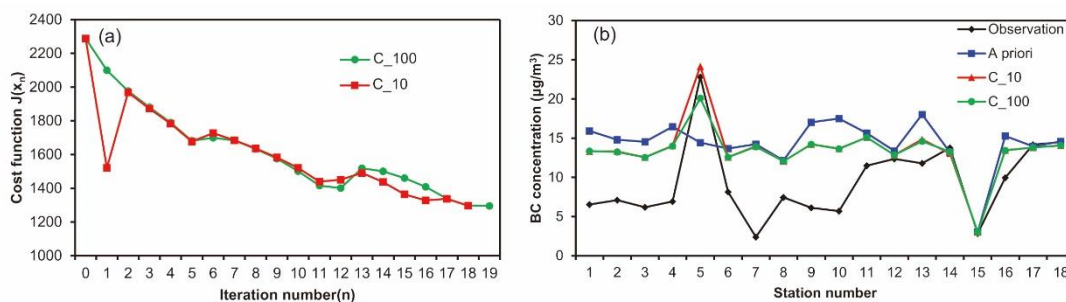 (a)
Cost function J(xn)
2400
2200
2000
1800
1600
1400
1200
1000
C_100
C_10
0 1 2 3 4 5 6 7 8 9 10 11 12 13 14 15 16 17 18 19
Iteration number(n)
(b)
BC concentration (µg/m³)
30
25
20
15
10
5
0
Observation
A priori
C_10
C_100
1 2 3 4 5 6 7 8 9 10 11 12 13 14 15 16 17 18
Station number